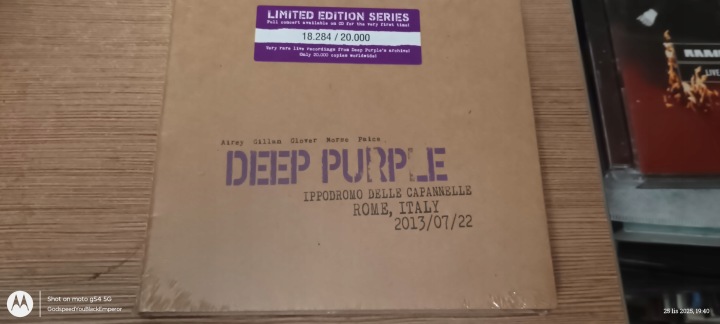 LIMITED EDITION SERIES
Full concert available on CD for the very first time!
18.284 / 20.000
Very rare live recordings from Deep Purple's archive!
Only 20.000 copies worldwide!
Airey Gillan Glover Morse Paice
DEEP PURPLE
IPPODROMO DELLE CAPANNELLE
ROME, ITALY
2013/07/22
LIVE
Shot on moto g54 5G
GodspeedYouBlackEmperor...
25 lis 2025, 19:40